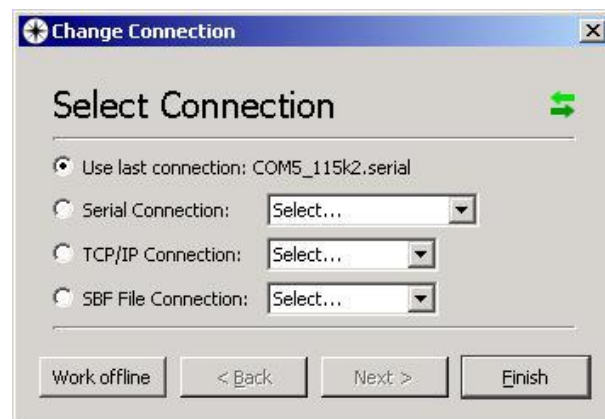 Change Connection
Select Connection
Use last connection: COM5_115k2.serial
Serial Connection: Select...
TCP/IP Connection: Select...
SBF File Connection: Select...
Work offline < Back Next > Finish